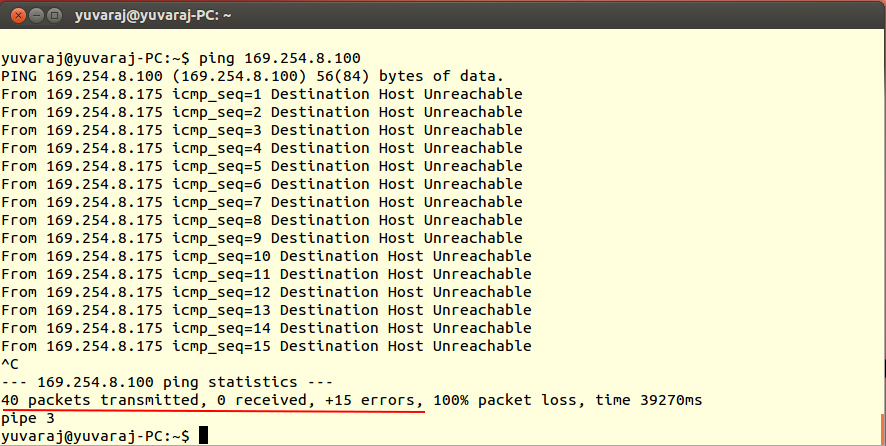 yuvaraj@yuvaraj-PC: ~
yuvaraj@yuvaraj-PC:~$ ping 169.254.8.100
PING 169.254.8.100 (169.254.8.100) 56(84) bytes of data.
From 169.254.8.175 icmp_seq=1 Destination Host Unreachable
From 169.254.8.175 icmp_seq=2 Destination Host Unreachable
From 169.254.8.175 icmp_seq=3 Destination Host Unreachable
From 169.254.8.175 icmp_seq=4 Destination Host Unreachable
From 169.254.8.175 icmp_seq=5 Destination Host Unreachable
From 169.254.8.175 icmp_seq=6 Destination Host Unreachable
From 169.254.8.175 icmp_seq=7 Destination Host Unreachable
From 169.254.8.175 icmp_seq=8 Destination Host Unreachable
From 169.254.8.175 icmp_seq=9 Destination Host Unreachable
From 169.254.8.175 icmp_seq=10 Destination Host Unreachable
From 169.254.8.175 icmp_seq=11 Destination Host Unreachable
From 169.254.8.175 icmp_seq=12 Destination Host Unreachable
From 169.254.8.175 icmp_seq=13 Destination Host Unreachable
From 169.254.8.175 icmp_seq=14 Destination Host Unreachable
From 169.254.8.175 icmp_seq=15 Destination Host Unreachable
^C
--- 169.254.8.100 ping statistics ---
40 packets transmitted, 0 received, +15 errors, 100% packet loss, time 39270ms
pipe 3
yuvaraj@yuvaraj-PC:~$